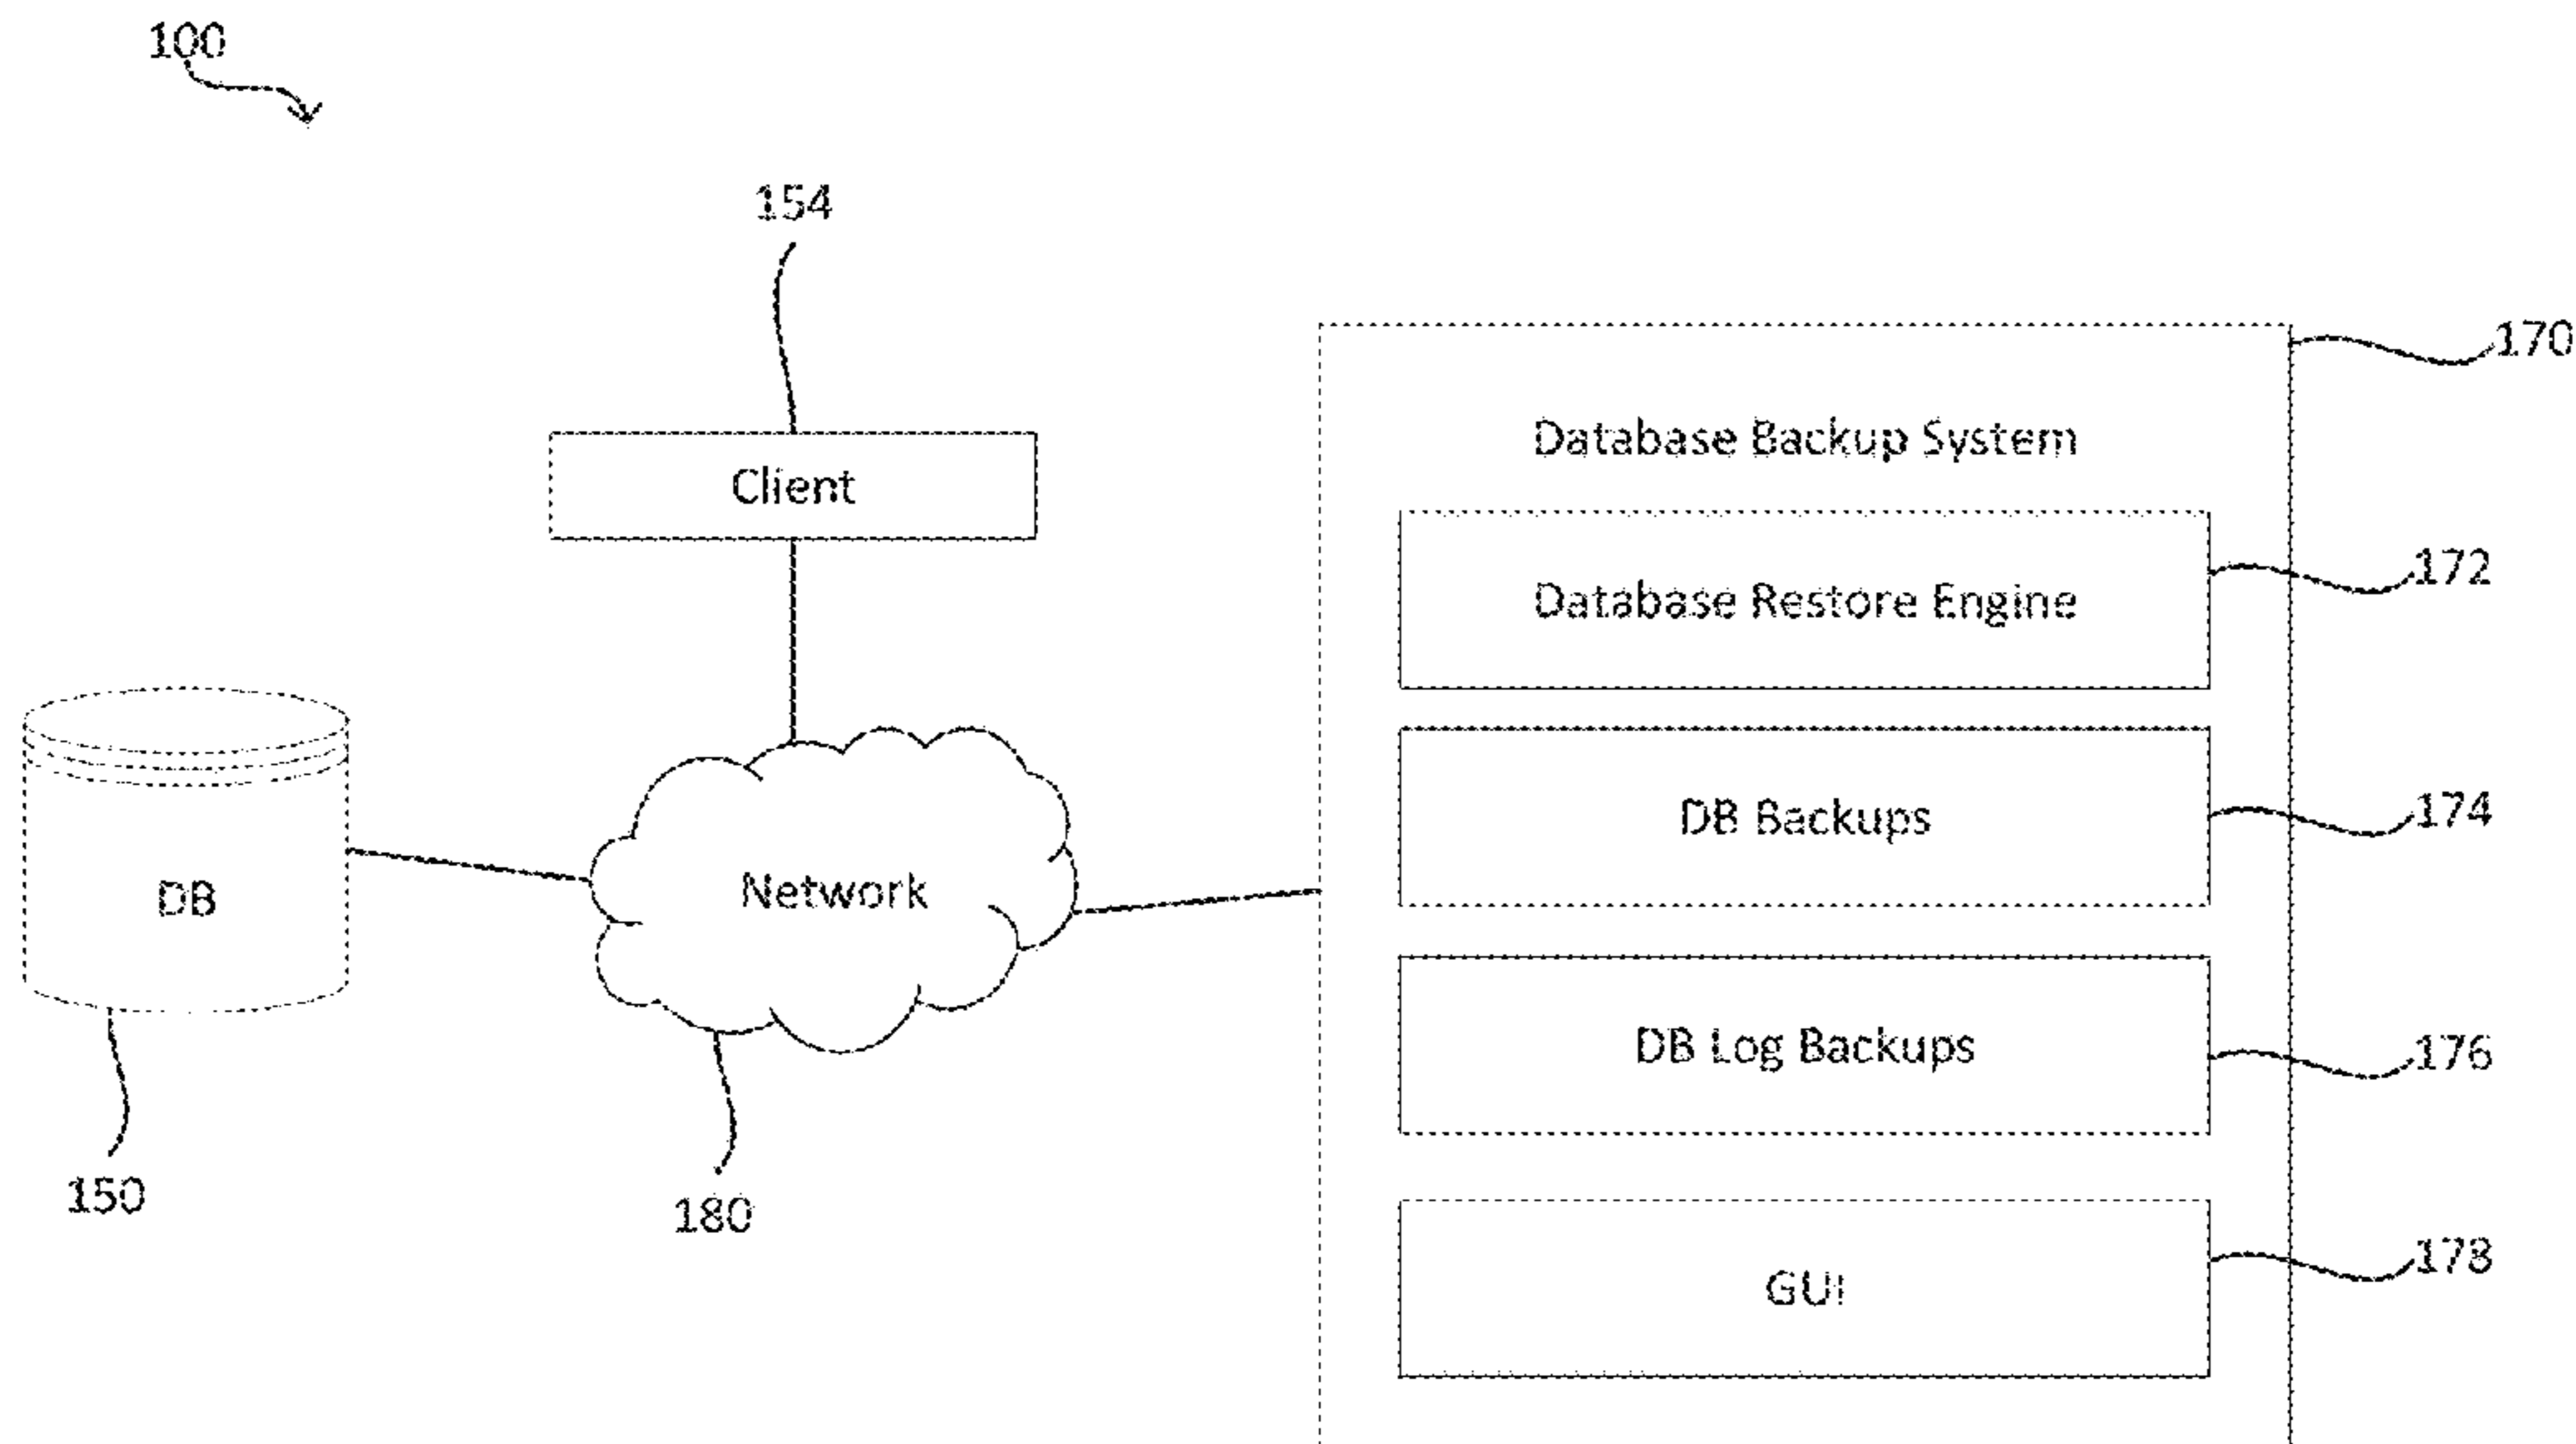 100
154
170
Database Backup System
Client
172
Database Restore Engine
174
DB Backups
Network
DB
176
DB Log Backups
150
180
178
GUI